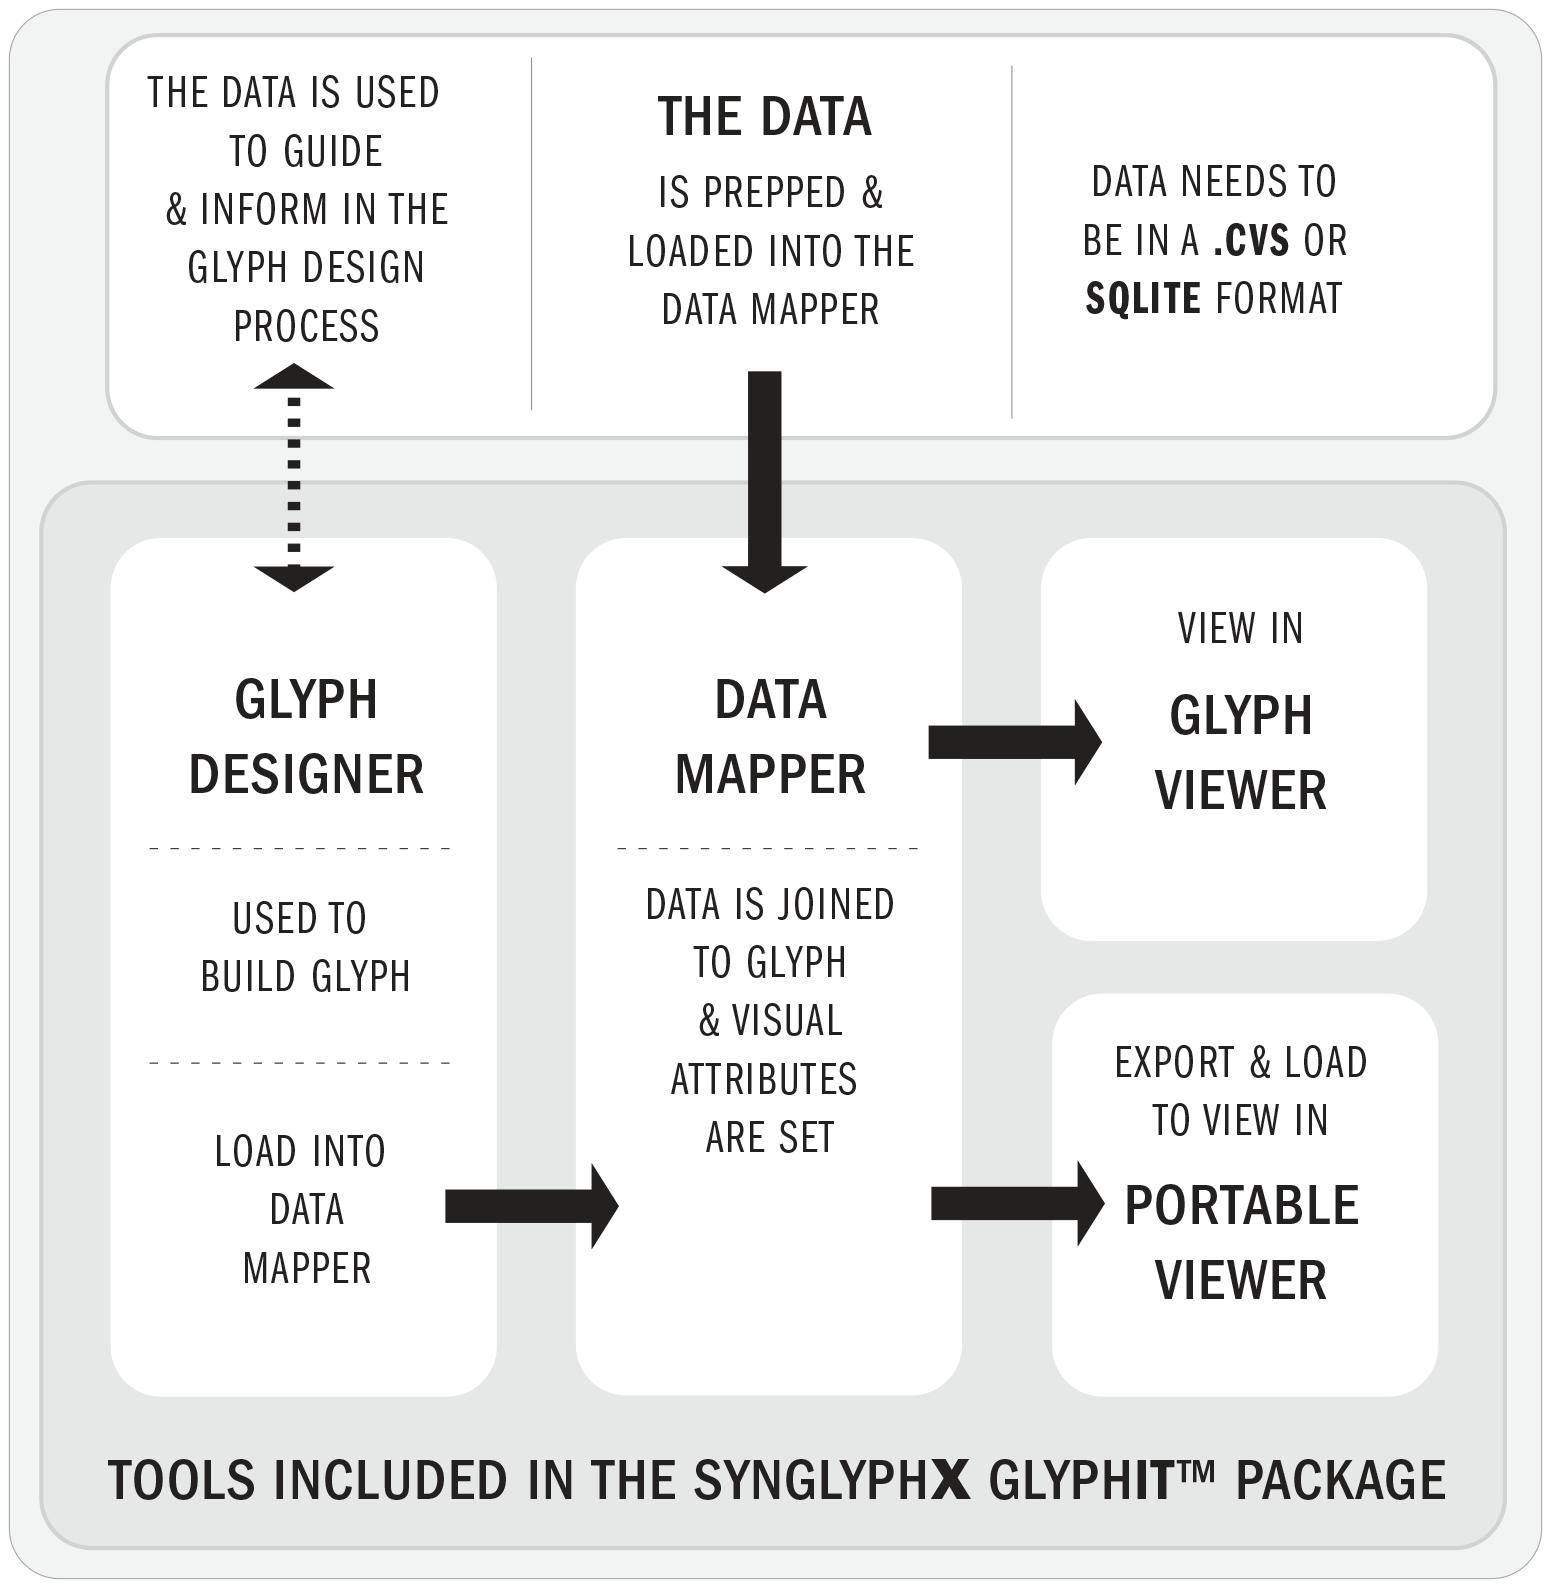 THE DATA IS USED
TO GUIDE
& INFORM IN THE
GLYPH DESIGN
PROCESS
THE DATA
IS PREPPED &
LOADED INTO THE
DATA MAPPER
DATA NEEDS TO
BE IN A .CVS OR
SQLITE FORMAT
GLYPH
DESIGNER
USED TO
BUILD GLYPH
LOAD INTO
DATA
MAPPER
DATA
MAPPER
DATA IS JOINED
TO GLYPH
& VISUAL
ATTRIBUTES
ARE SET
VIEW IN
GLYPH
VIEWER
EXPORT & LOAD
TO VIEW IN
PORTABLE
VIEWER
TOOLS INCLUDED IN THE SYNGLYPHX GLYPHIT™ PACKAGE